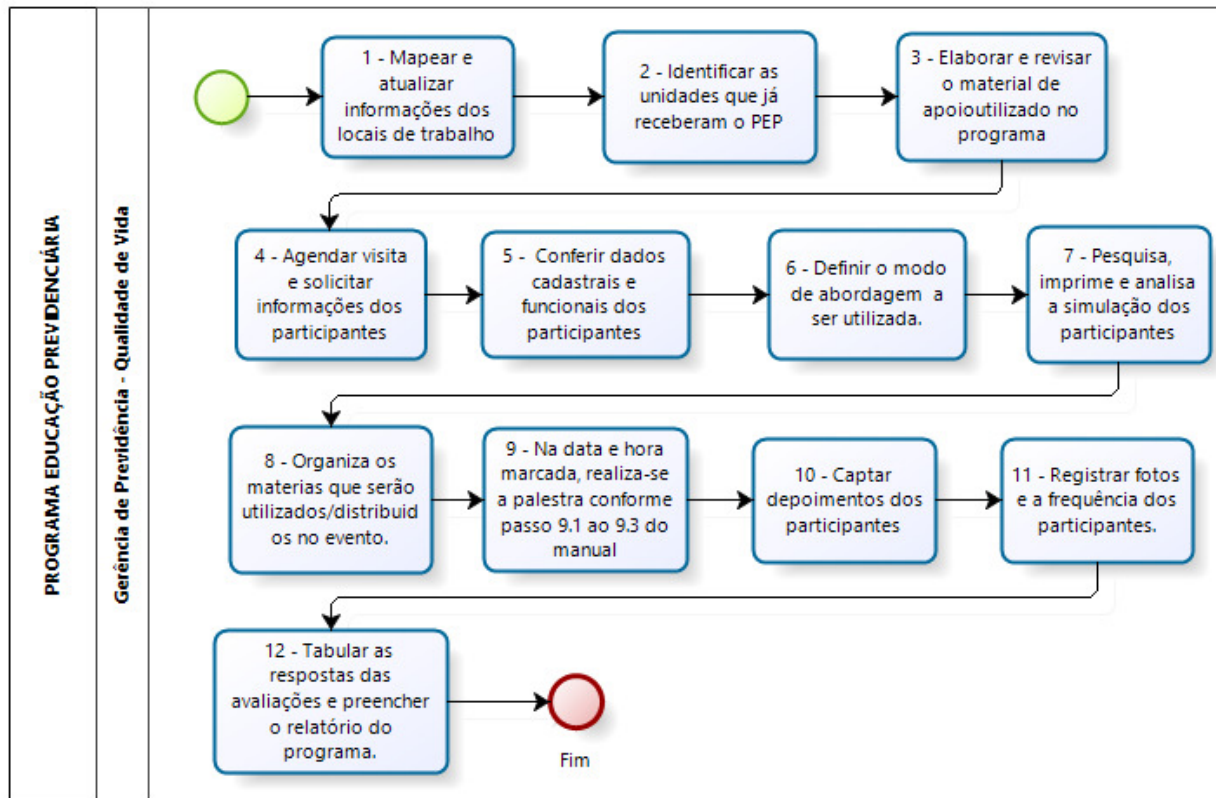 PROGRAMA EDUCAÇÃO PREVIDENCIÁRIA
Gerência de Previdência - Qualidade de Vida
1 - Mapear e
atualizar
informações dos
locais de trabalho
2 - Identificar as
unidades que já
receberam o PEP
3 - Elaborar e revisar
o material de
apoioutilizado no
programa
4 - Agendar visita
e solicitar
informações dos
participantes
5 - Conferir dados
cadastrais e
funcionais dos
participantes
6 - Definir o modo
de abordagem a
ser utilizada.
7 - Pesquisa,
imprime e analisa
a simulação dos
participantes
8 - Organiza os
materias que serão
utilizados/distribuid
os no evento.
9 - Na data e hora
marcada, realiza-se
a palestra conforme
passo 9.1 ao 9.3 do
manual
10 - Captar
depoimentos dos
participantes
11 - Registrar fotos
e a frequência dos
participantes.
12 - Tabular as
respostas das
avaliações e preencher
o relatório do
programa.
Fim